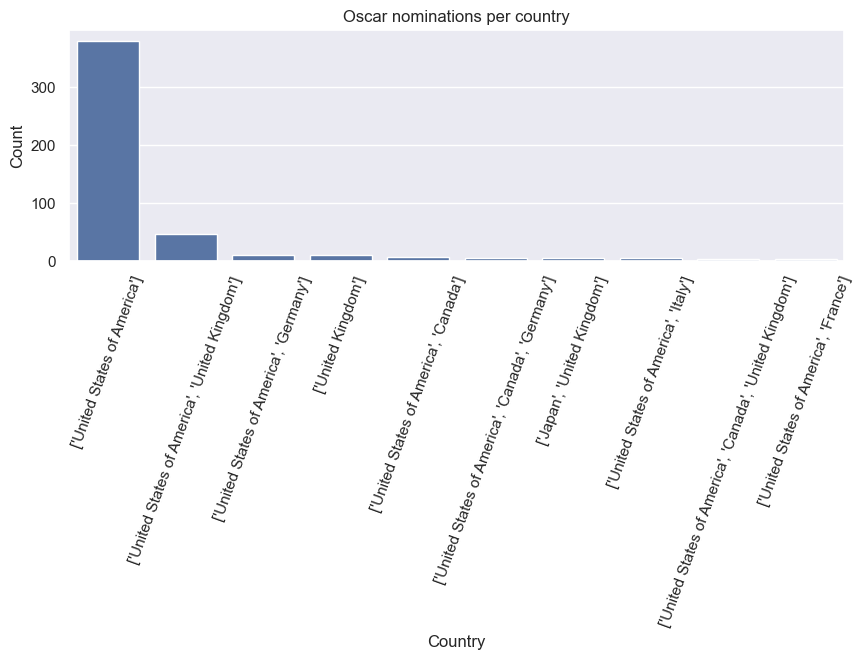 Oscar nominations per country
Count
300
200
100
0
['United States of America']
['United States of America', 'United Kingdom']
['United States of America', 'Germany']
['United Kingdom']
['United States of America', 'Canada']
['United States of America', 'Canada', 'Germany']
['Japan', 'United Kingdom']
['United States of America', 'Italy']
['United States of America', 'Canada', 'United Kingdom']
['United States of America', 'France']
Country